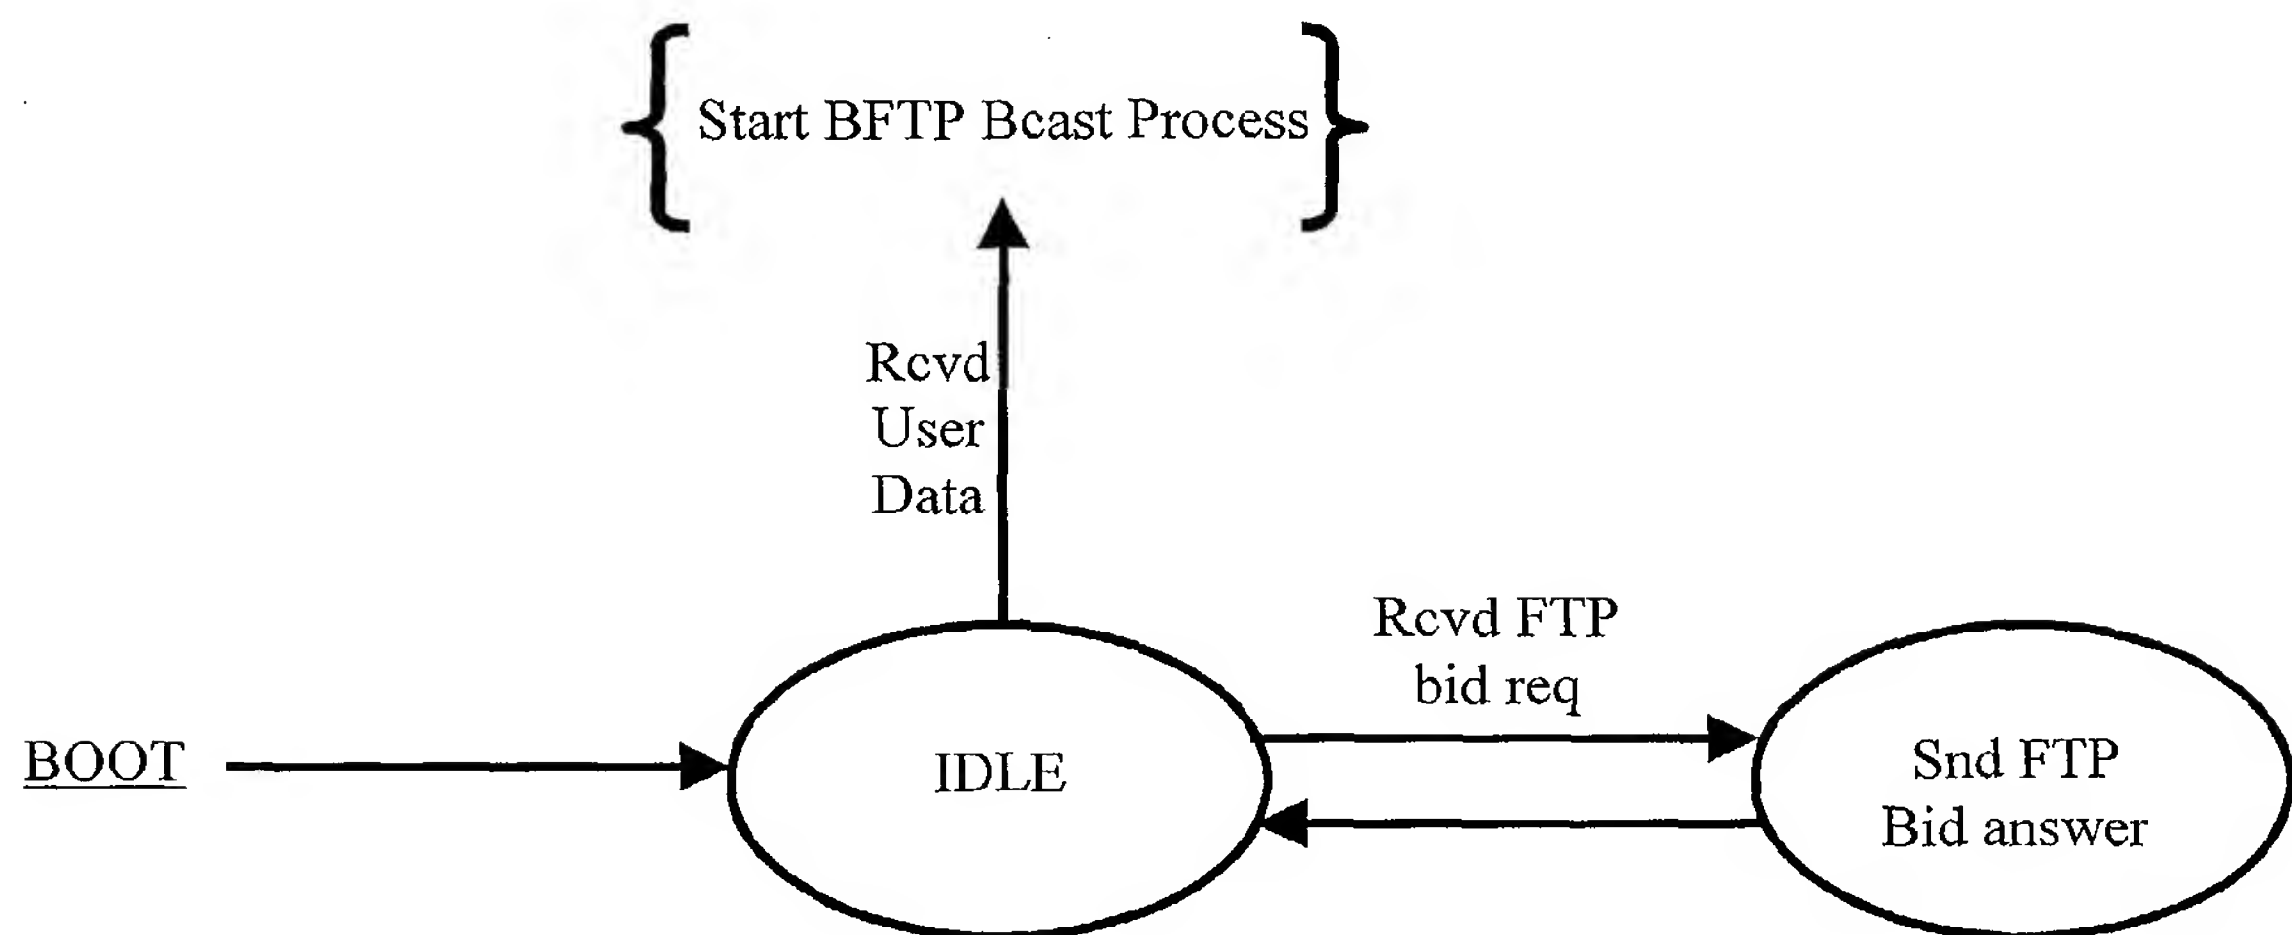 Start BFTP Bcast Process
Rcvd
User
Data
Rcvd FTP
bid req
BOOT
IDLE
Snd FTP
Bid answer